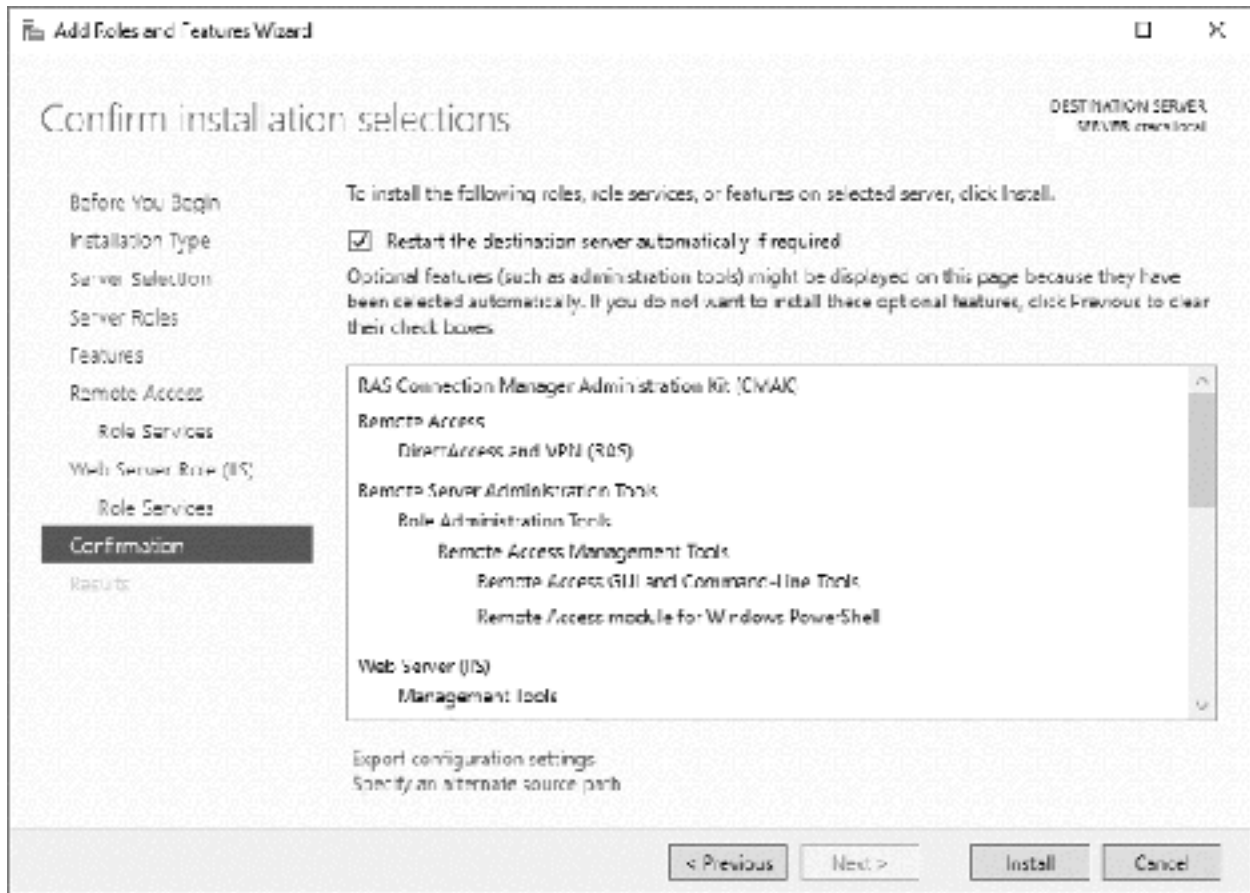 Add Roles and Features Wizard
Confirm installation selections
DESTINATION SERVER
Before You Begin
Installation Type
Server Selection
Server Roles
Features
Remote Access
Role Services
Web Server Role (IIS)
Role Services
Confirmation
Results
To install the following roles, role services, or features on selected server, click Install.
Restart the destination server automatically if required
Optional features (such as administration tools) might be displayed on this page because they have
been selected automatically. If you do not want to install these optional features, click Previous to clear
their check boxes.
RAS Connection Manager Administration Kit (CMAK)
Remote Access
DirectAccess and VPN (RAS)
Remote Server Administration Tools
Role Administration Tools
Remote Access Management Tools
Remote Access GUI and Command-Line Tools
Remote Access module for Windows PowerShell
Web Server (IIS)
Management Tools
Export configuration settings
Specify an alternate source path
< Previous
Next >
Install
Cancel